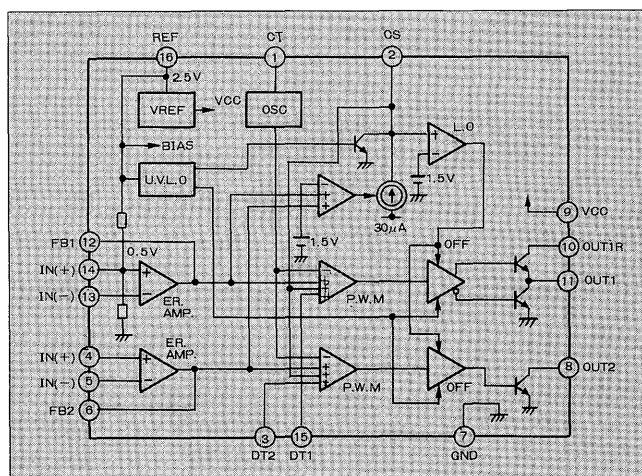 REF
CT
CS
16
1
2
2.5V
VREF
VCC
OSC
L.O
BIAS
U.V.L.O
1.5V
30μA
9
VCC
FB1
12
0.5V
1.5V
OFF
10
OUT1R
IN(+)
14
11
OUT1
IN(-)
13
ER.
AMP.
P.W.M
IN(+)
4
ER.
AMP.
IN(-)
5
P.W.M
OFF
8
OUT2
FB2
6
3
15
7
DT2
DT1
GND